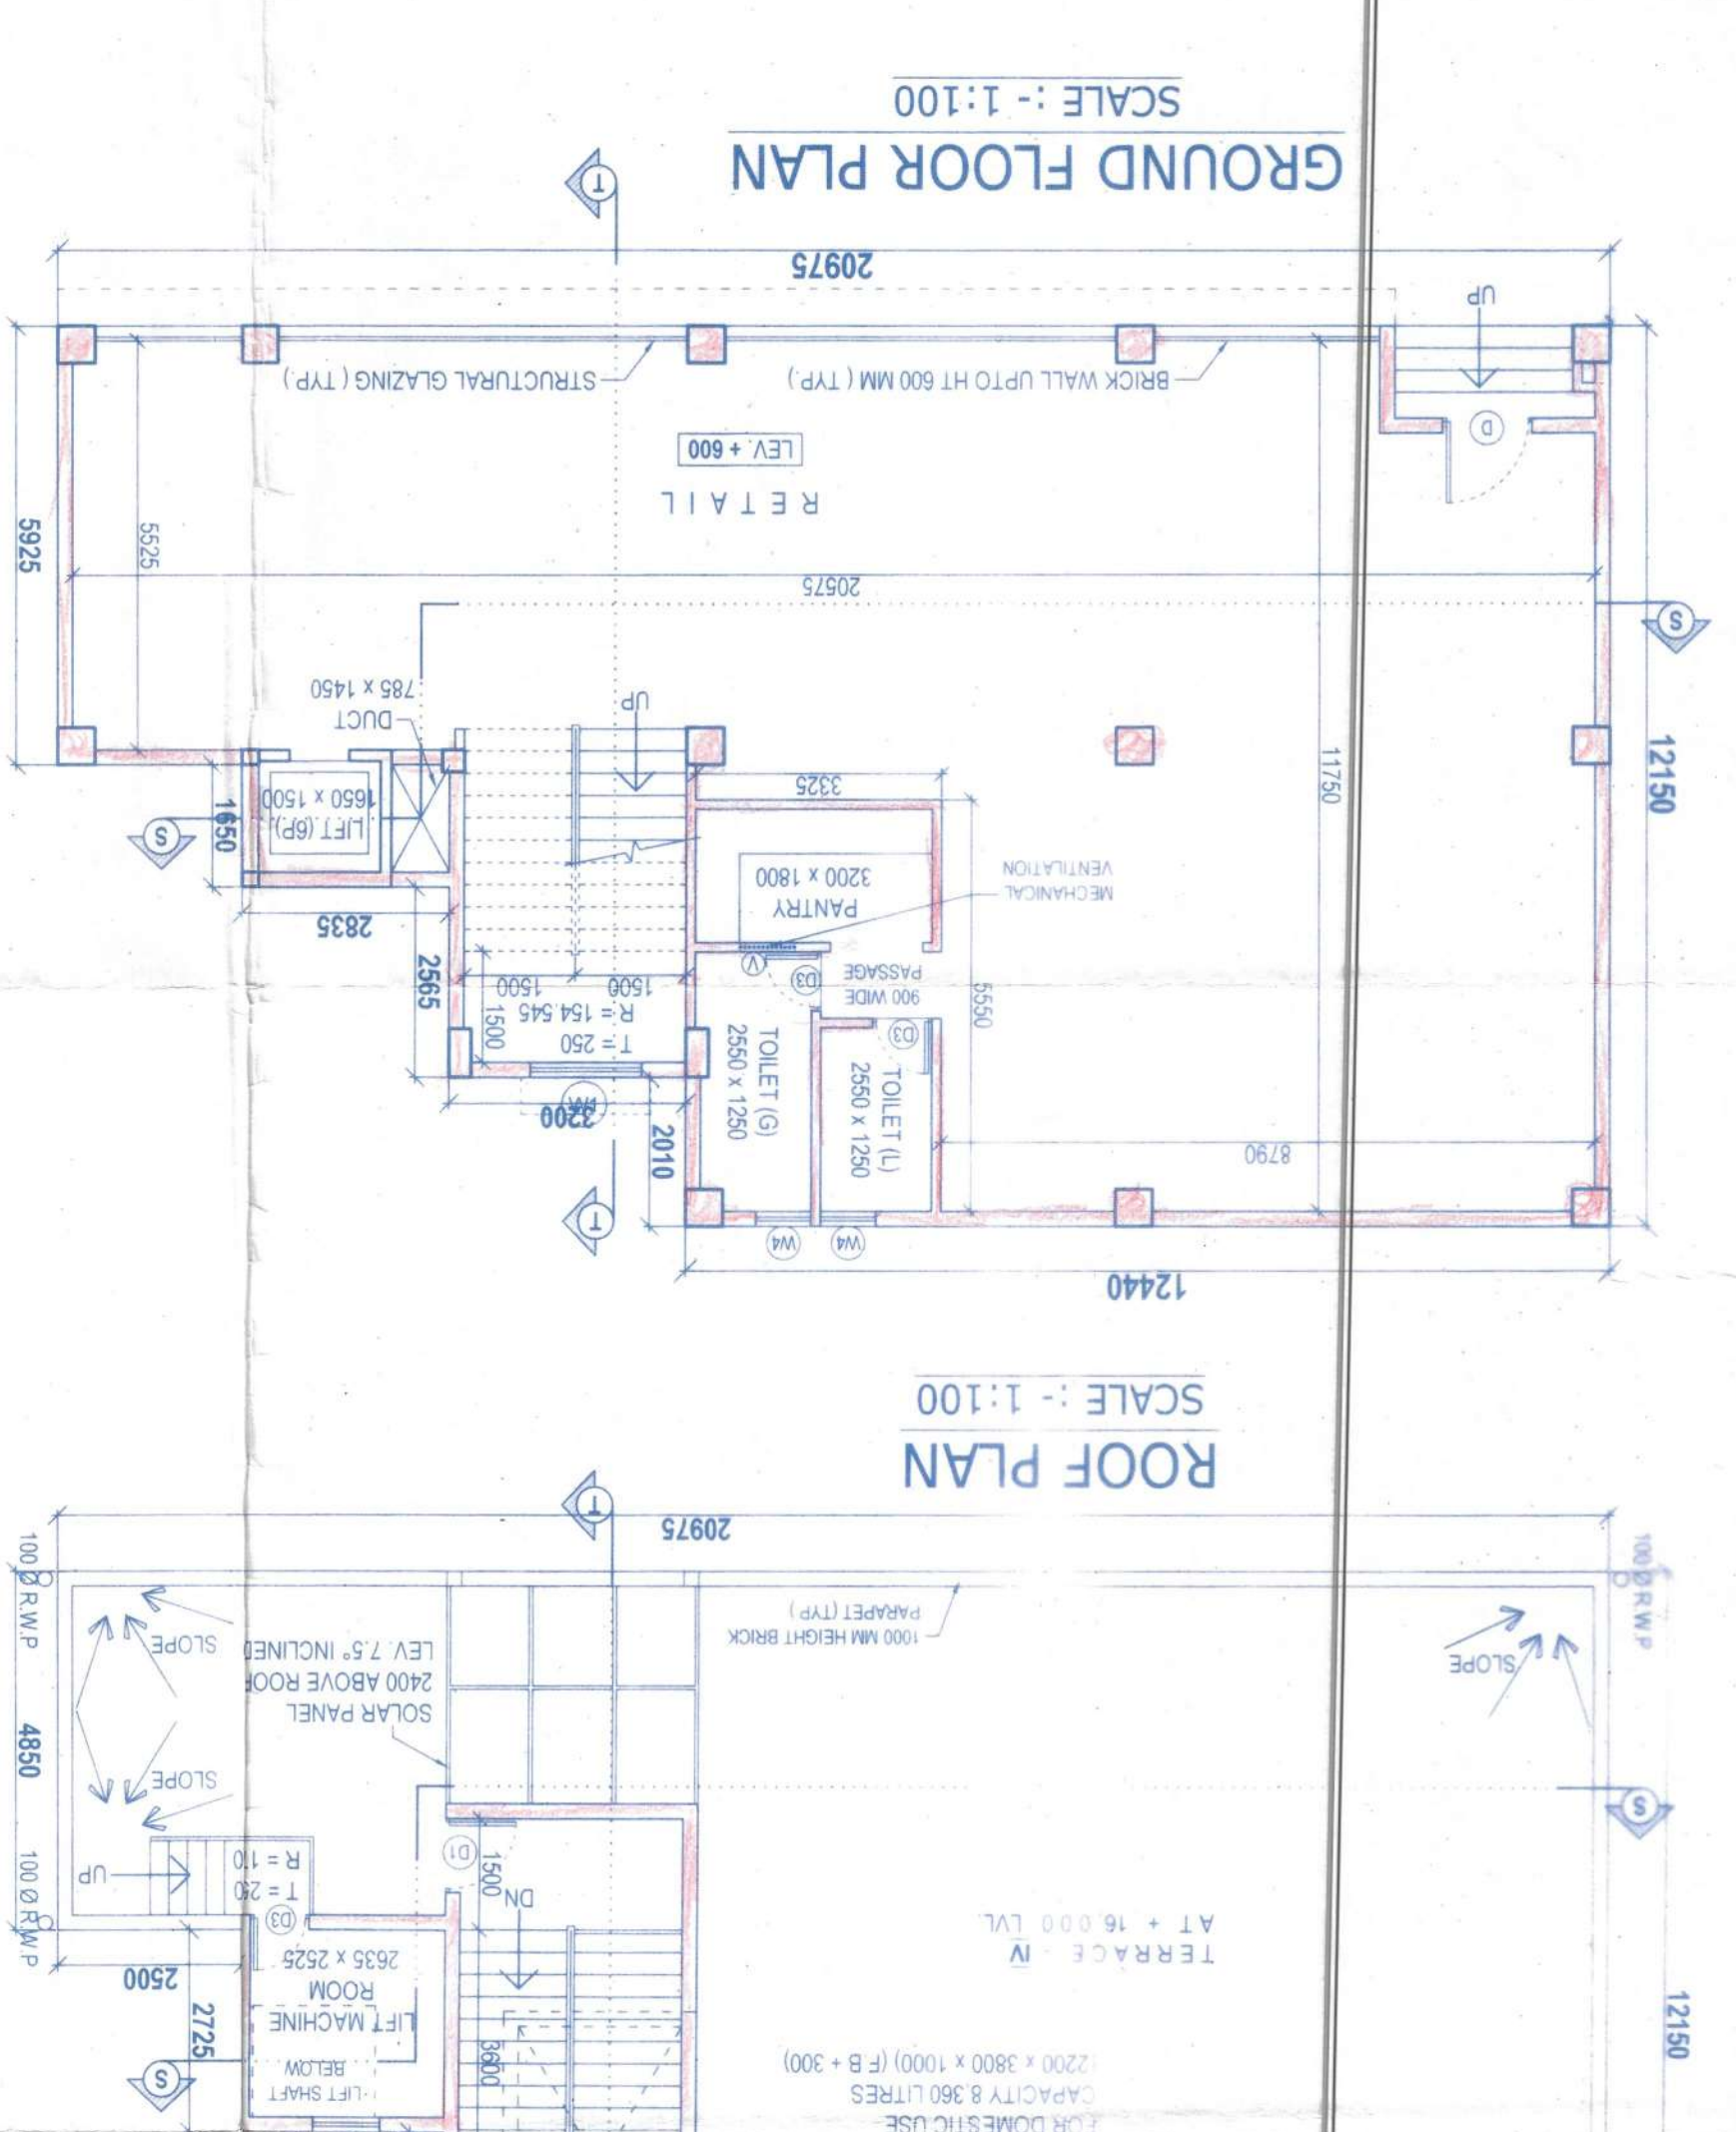 FOR DOMESTIC USE
CAPACITY 8,360 LITRES
2200 x 3800 x 1000) (F.B + 300)
LIFT SHAFT
BELOW
3600
S
12150
LIFT MACHINE
ROOM
2635 x 2525
2725
2500
TERRACE - IV
AT + 16.000 LVL.
DN
1500
D1
D3
T = 250
R = 170
UP
100 Ø R.W.P
S
SLOPE
4850
SOLAR PANEL
2400 ABOVE ROOF
LEV. 7.5° INCLINED
SLOPE
SLOPE
1000 MM HEIGHT BRICK
PARAPET (TYP)
100 Ø R.W.P
100 Ø R.W.P
20975
T
ROOF PLAN
SCALE :- 1:100
12440
W4
W4
T
8790
TOILET (L)
2550 x 1250
TOILET (G)
2550 x 1250
2010
3200
T = 250
R = 154.545
1500
1500
1500
D3
900 WIDE
PASSAGE
D3
V
5550
2565
2835
MECHANICAL
VENTILATION
PANTRY
3200 x 1800
3325
LIFT (6P)
1650 x 1500
1650
S
12150
11750
UP
DUCT
785 x 1450
S
20575
5525
5925
RETAIL
LEV. + 600
D
BRICK WALL UPTO HT 600 MM ( TYP.)
STRUCTURAL GLAZING ( TYP.)
UP
20975
T
GROUND FLOOR PLAN
SCALE :- 1:100